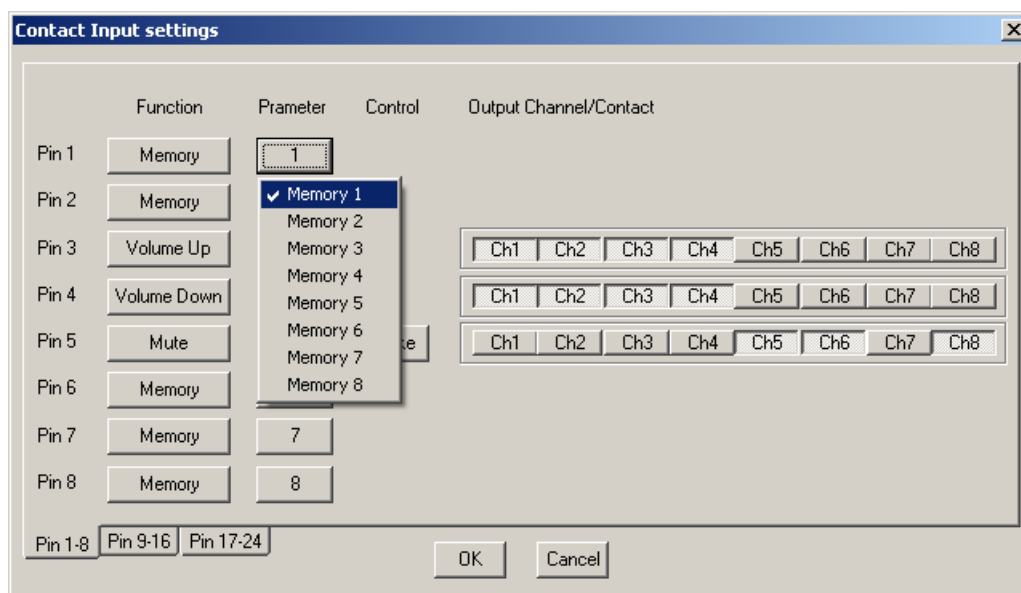 Contact Input settings
Function Prameter Control Output Channel/Contact
Pin 1 Memory 1
Pin 2 Memory
Memory 1
Memory 2
Memory 3
Memory 4
Memory 5
Memory 6
Memory 7
Memory 8
Pin 3 Volume Up Ch1 Ch2 Ch3 Ch4 Ch5 Ch6 Ch7 Ch8
Pin 4 Volume Down Ch1 Ch2 Ch3 Ch4 Ch5 Ch6 Ch7 Ch8
Pin 5 Mute Ch1 Ch2 Ch3 Ch4 Ch5 Ch6 Ch7 Ch8
Pin 6 Memory
Pin 7 Memory 7
Pin 8 Memory 8
Pin 1-8 Pin 9-16 Pin 17-24
OK Cancel